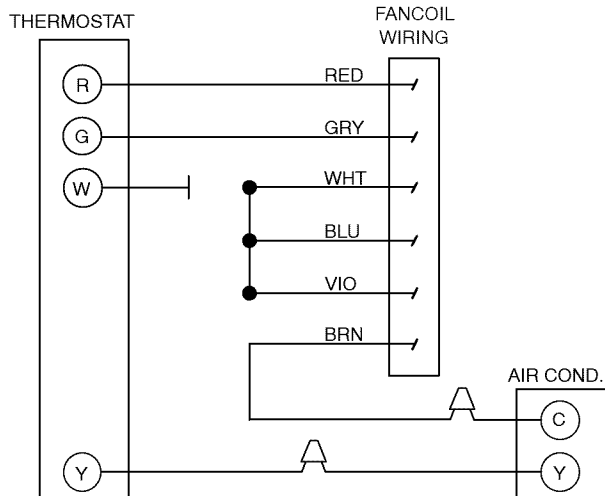 THERMOSTAT
FANCOIL
WIRING
R
RED
G
GRY
W
WHT
BLU
VIO
BRN
AIR COND.
C
Y
Y